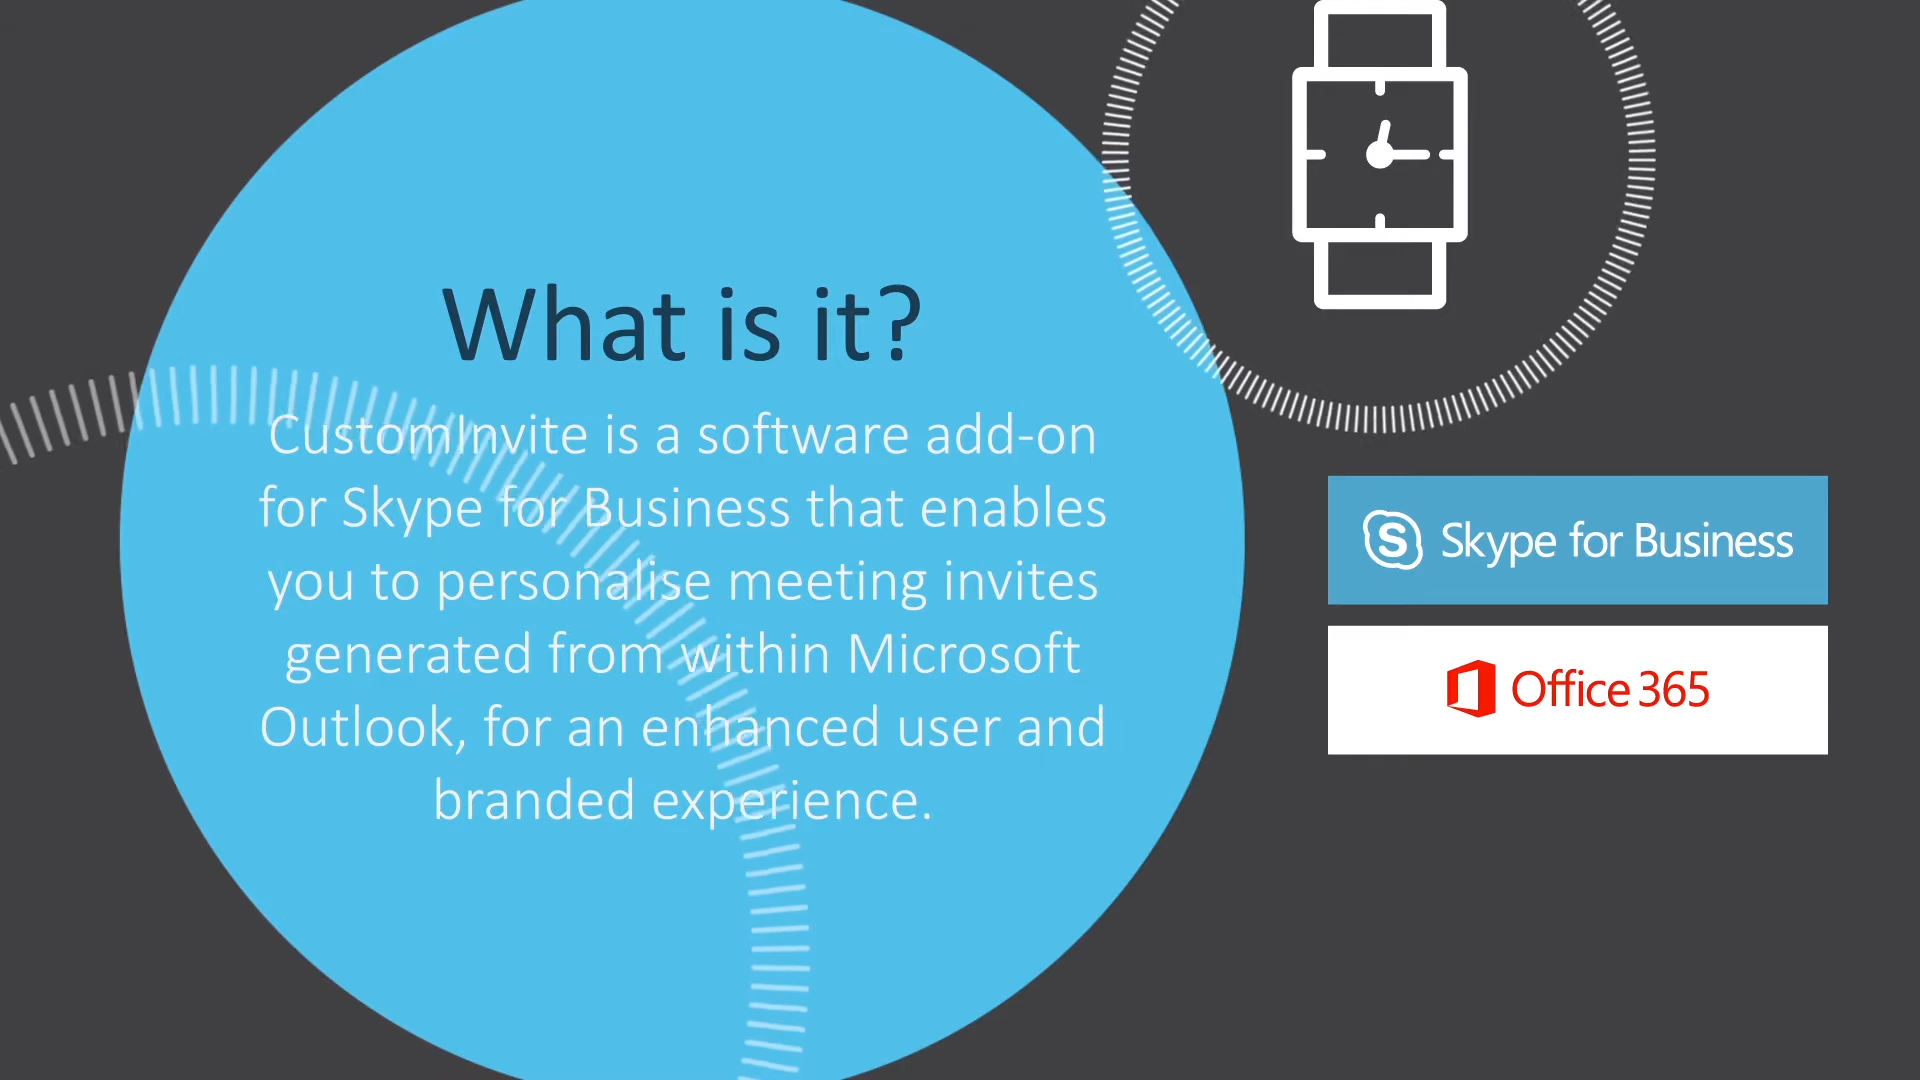 What is it?
CustomInvite is a software add-on
for Skype for Business that enables
you to personalise meeting invites
generated from within Microsoft
Outlook, for an enhanced user and
branded experience.
Skype for Business
Office 365